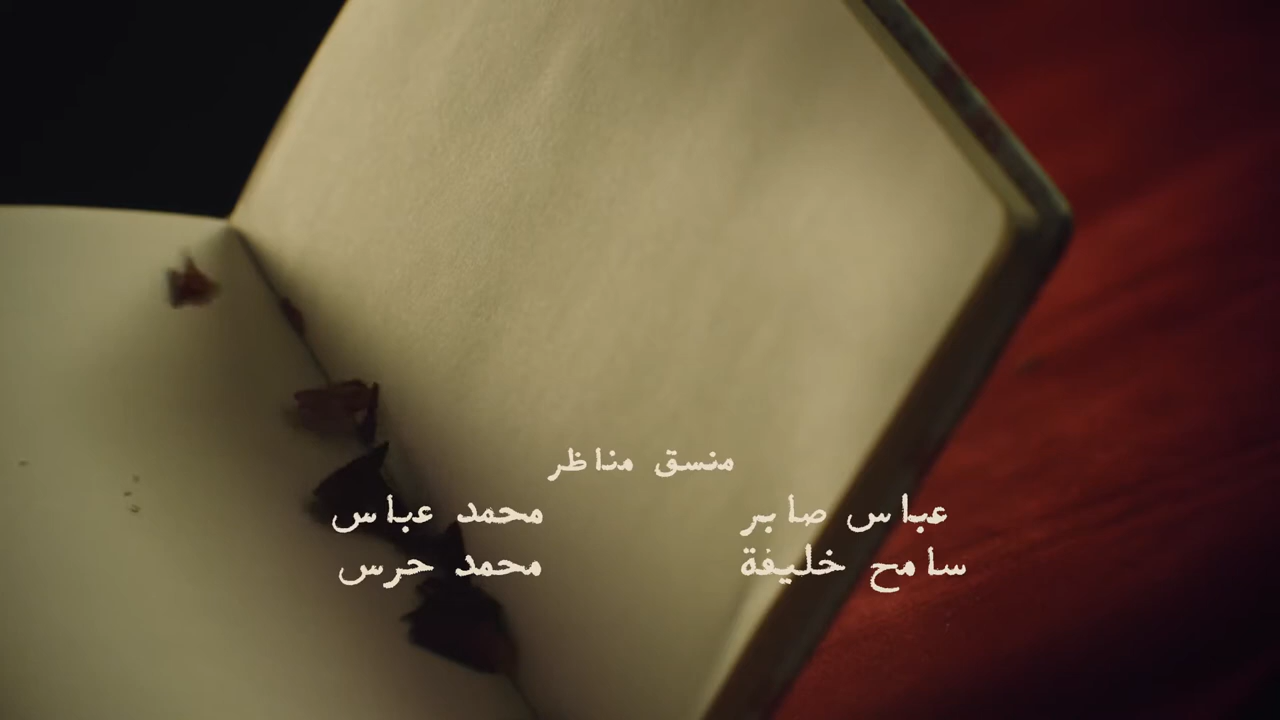 منسق مناظر
عباس صابر محمد عباس
سامح خليفة محمد حرس